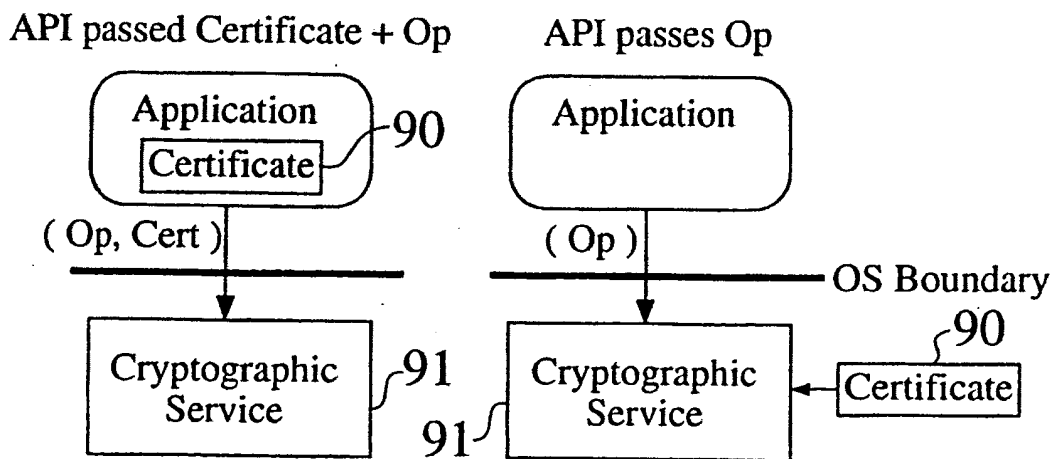 API passed Certificate + Op
Application
Certificate
90
( Op, Cert )
Cryptographic
Service
91
API passes Op
Application
( Op )
OS Boundary
Cryptographic
Service
91
90
Certificate